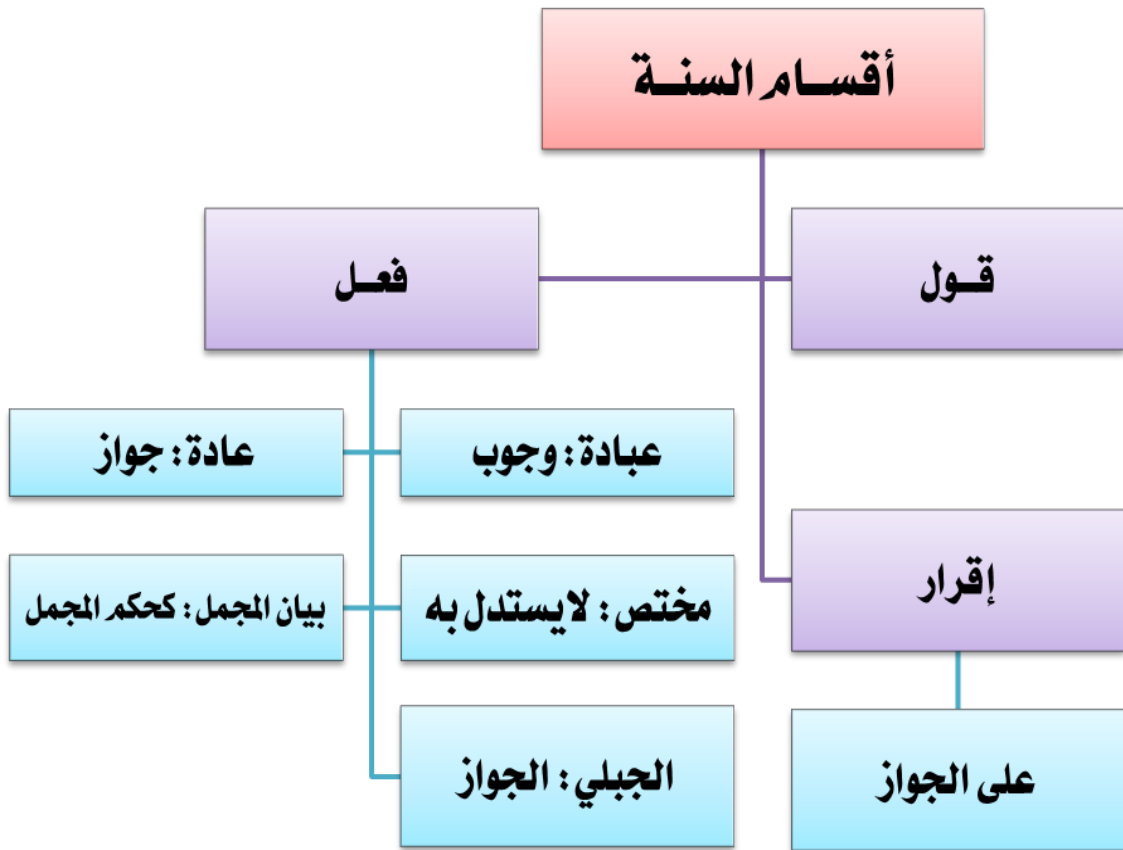 أقسام السنة
قول
فعل
عبادة: وجوب
عادة: جواز
مختص: لايستدل به
بيان المجمل: كحكم المجمل
الجبلي: الجواز
إقرار
على الجواز